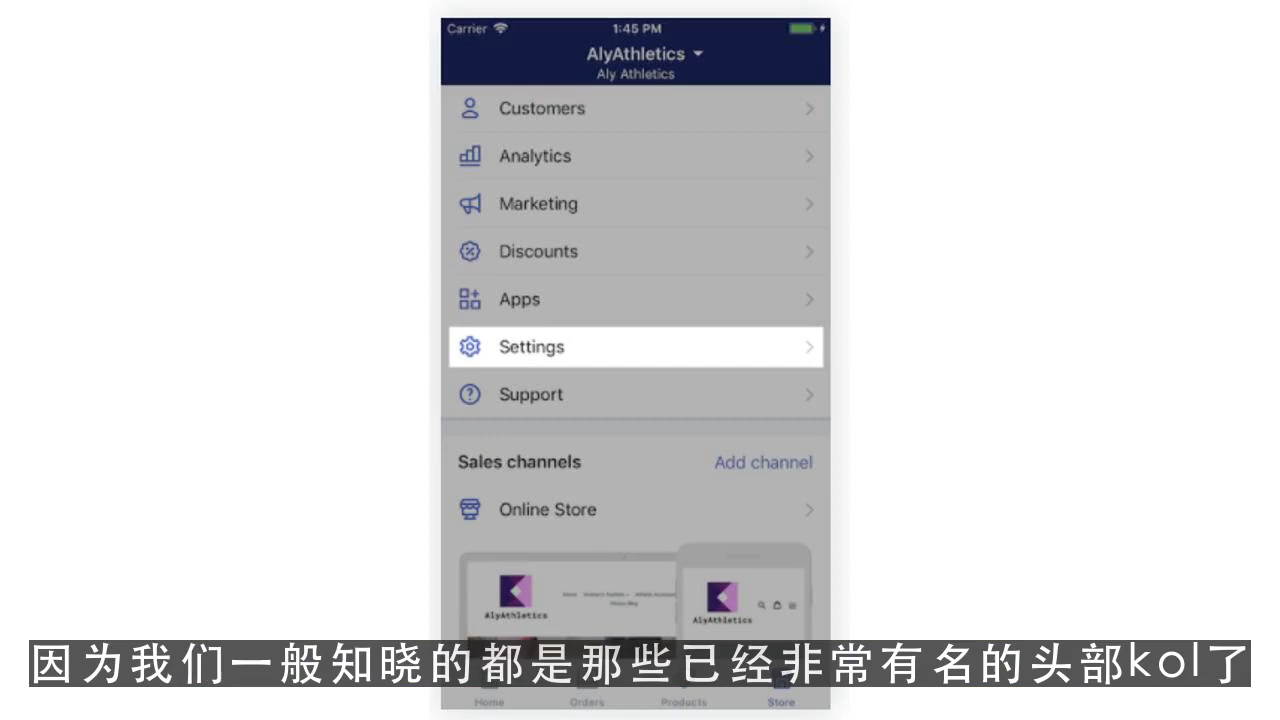 Carrier 1:45 PM
AlyAthletics
Aly Athletics
Customers
Analytics
Marketing
Discounts
Apps
Settings
Support
Sales channels Add channel
Online Store
AlyAthletics
AlyAthletics
因为我们一般知晓的都是那些已经非常有名的头部kol了
Home Orders Products Store